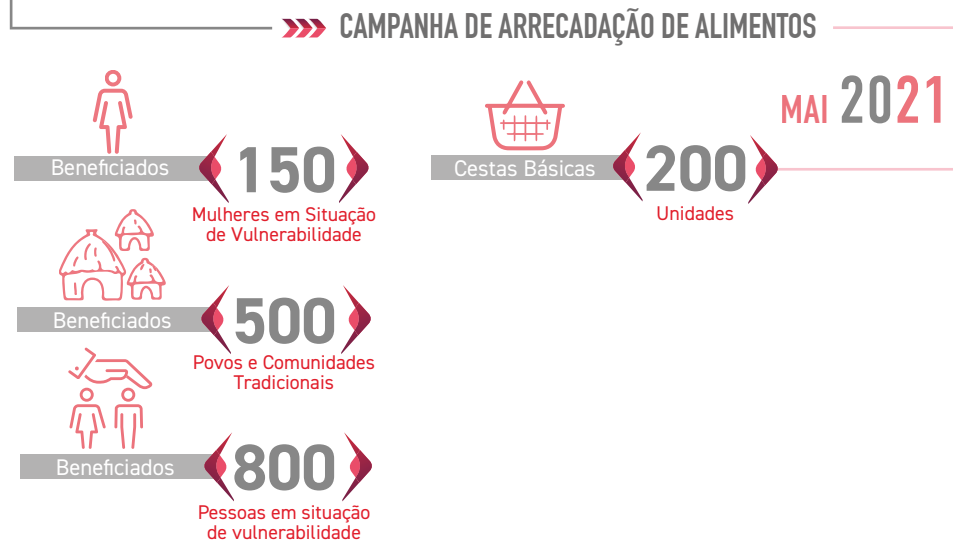 CAMPANHA DE ARRECADAÇÃO DE ALIMENTOS
MAI 2021
Beneficiados
150
Mulheres em Situação
de Vulnerabilidade
Cestas Básicas
200
Unidades
Beneficiados
500
Povos e Comunidades
Tradicionais
Beneficiados
800
Pessoas em situação
de vulnerabilidade